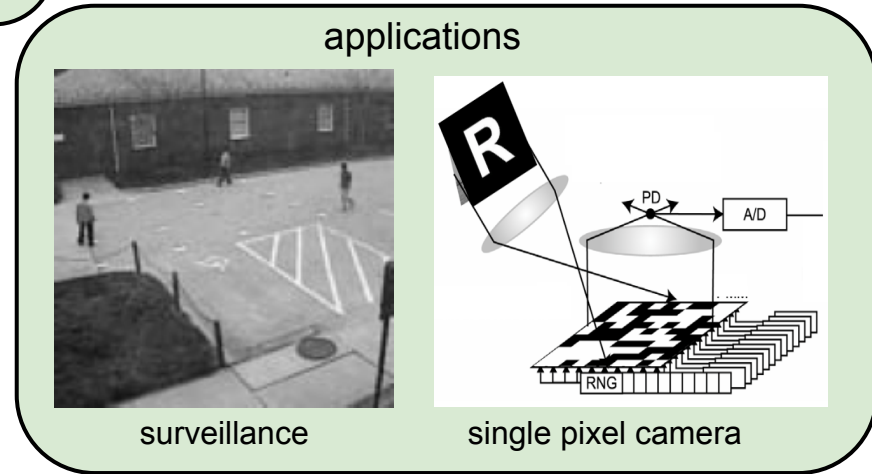 applications
R
PD
A/D
RNG
surveillance
single pixel camera